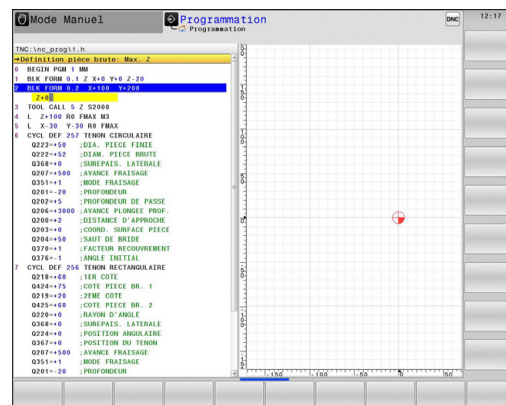 Mode Manuel
Programmation
Programmation
DNC
12:17
TNC:\nc_prog\1.h
→Définition pièce brute: Max. Z
0 BEGIN PGM 1 MM
1 BLK FORM 0.1 Z X+0 Y+0 Z-20
2 BLK FORM 0.2 X+100 Y+200
Z+0
3 TOOL CALL 5 Z S2000
4 L Z+100 R0 FMAX M3
5 L X-30 Y-30 R0 FMAX
6 CYCL DEF 257 TENON CIRCULAIRE
Q223=+50 ;DIA. PIECE FINIE
Q222=+52 ;DIAM. PIECE BRUTE
Q368=+0 ;SUREPAIS. LATERALE
Q207=+500 ;AVANCE FRAISAGE
Q351=+1 ;MODE FRAISAGE
Q201=-20 ;PROFONDEUR
Q202=+5 ;PROFONDEUR DE PASSE
Q206=+3000 ;AVANCE PLONGEE PROF.
Q200=+2 ;DISTANCE D'APPROCHE
Q203=+0 ;COORD. SURFACE PIECE
Q204=+50 ;SAUT DE BRIDE
Q370=+1 ;FACTEUR RECOUVREMENT
Q376=-1 ;ANGLE INITIAL
7 CYCL DEF 256 TENON RECTANGULAIRE
Q218=+60 ;1ER COTE
Q424=+75 ;COTE PIECE BR. 1
Q219=+20 ;2EME COTE
Q425=+60 ;COTE PIECE BR. 2
Q220=+0 ;RAYON D'ANGLE
Q368=+0 ;SUREPAIS. LATERALE
Q224=+0 ;POSITION ANGULAIRE
Q367=+0 ;POSITION DU TENON
Q207=+500 ;AVANCE FRAISAGE
Q351=+1 ;MODE FRAISAGE
Q201=-20 ;PROFONDEUR
-150 -100 -50 0 50